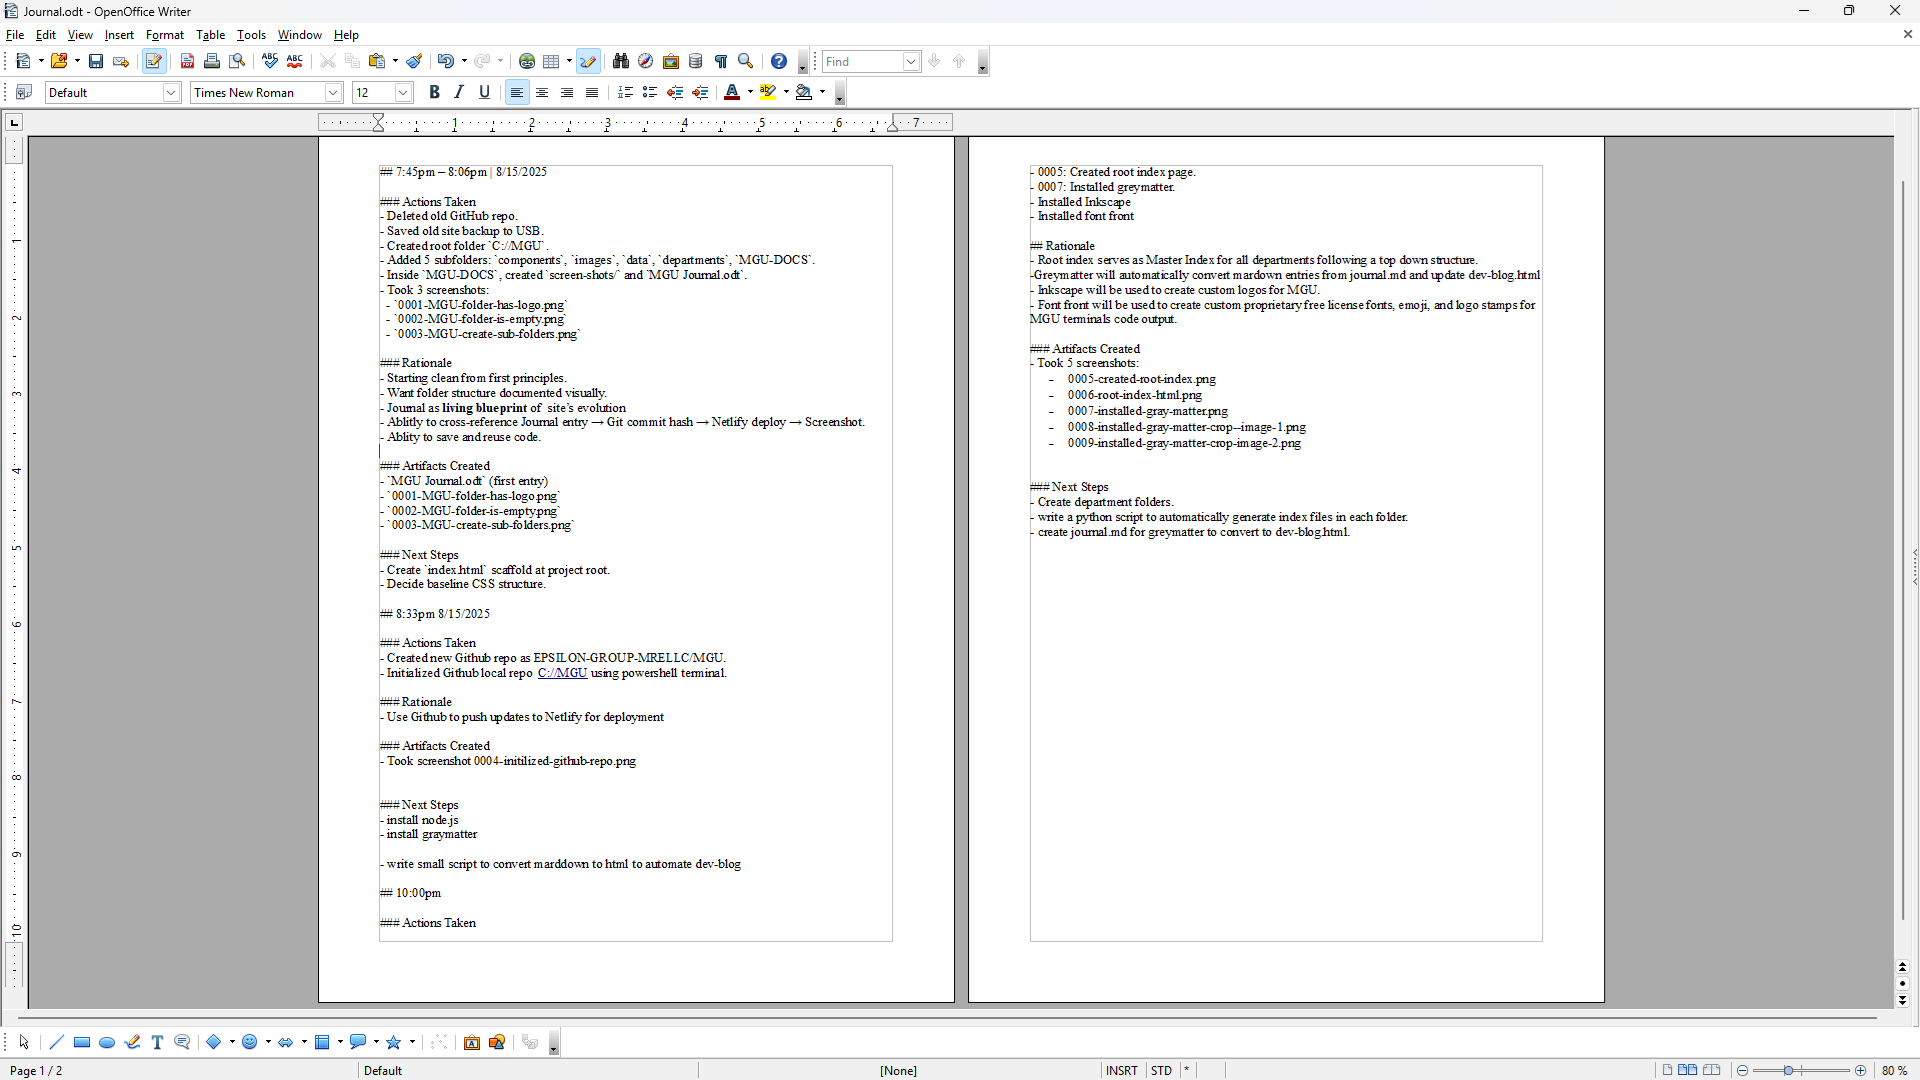 Journal.odt - OpenOffice Writer
File Edit View Insert Format Table Tools Window Help
Find
Default Times New Roman 12
1 2 3 4 5 6 7
## 7:45pm – 8:06pm | 8/15/2025
### Actions Taken
- Deleted old GitHub repo.
- Saved old site backup to USB.
- Created root folder `C://MGU`.
- Added 5 subfolders: `components`, `images`, `data`, `departments`, `MGU-DOCS`.
- Inside `MGU-DOCS`, created `screen-shots/` and `MGU Journal.odt`.
- Took 3 screenshots:
- `0001-MGU-folder-has-logo.png`
- `0002-MGU-folder-is-empty.png`
- `0003-MGU-create-sub-folders.png`
### Rationale
- Starting clean from first principles.
- Want folder structure documented visually.
- Journal as living blueprint of site's evolution
- Ablitly to cross-reference Journal entry → Git commit hash → Netlify deploy → Screenshot.
- Ablity to save and reuse code.
### Artifacts Created
- `MGU Journal.odt` (first entry)
- `0001-MGU-folder-has-logo.png`
- `0002-MGU-folder-is-empty.png`
- `0003-MGU-create-sub-folders.png`
### Next Steps
- Create `index.html` scaffold at project root.
- Decide baseline CSS structure.
## 8:33pm 8/15/2025
### Actions Taken
- Created new Github repo as EPSILON-GROUP-MRELLC/MGU.
- Initialized Github local repo C://MGU using powershell terminal.
### Rationale
- Use Github to push updates to Netlify for deployment
### Artifacts Created
- Took screenshot 0004-initilized-github-repo.png
### Next Steps
- install node.js
- install graymatter
- write small script to convert marddown to html to automate dev-blog
## 10:00pm
### Actions Taken
- 0005: Created root index page.
- 0007: Installed greymatter.
- Installed Inkscape
- Installed font front
## Rationale
- Root index serves as Master Index for all departments following a top down structure.
-Greymatter will automatically convert mardown entries from journal.md and update dev-blog.html
- Inkscape will be used to create custom logos for MGU.
- Font front will be used to create custom proprietary free license fonts, emoji, and logo stamps for
MGU terminals code output.
### Artifacts Created
- Took 5 screenshots:
- 0005-created-root-index.png
- 0006-root-index-html.png
- 0007-installed-gray-matter.png
- 0008-installed-gray-matter-crop--image-1.png
- 0009-installed-gray-matter-crop-image-2.png
### Next Steps
- Create department folders.
- write a python script to automatically generate index files in each folder.
- create journal.md for greymatter to convert to dev-blog.html.
1
2
3
4
5
6
7
8
9
10
Page 1 / 2 Default [None] INSRT STD * 80 %